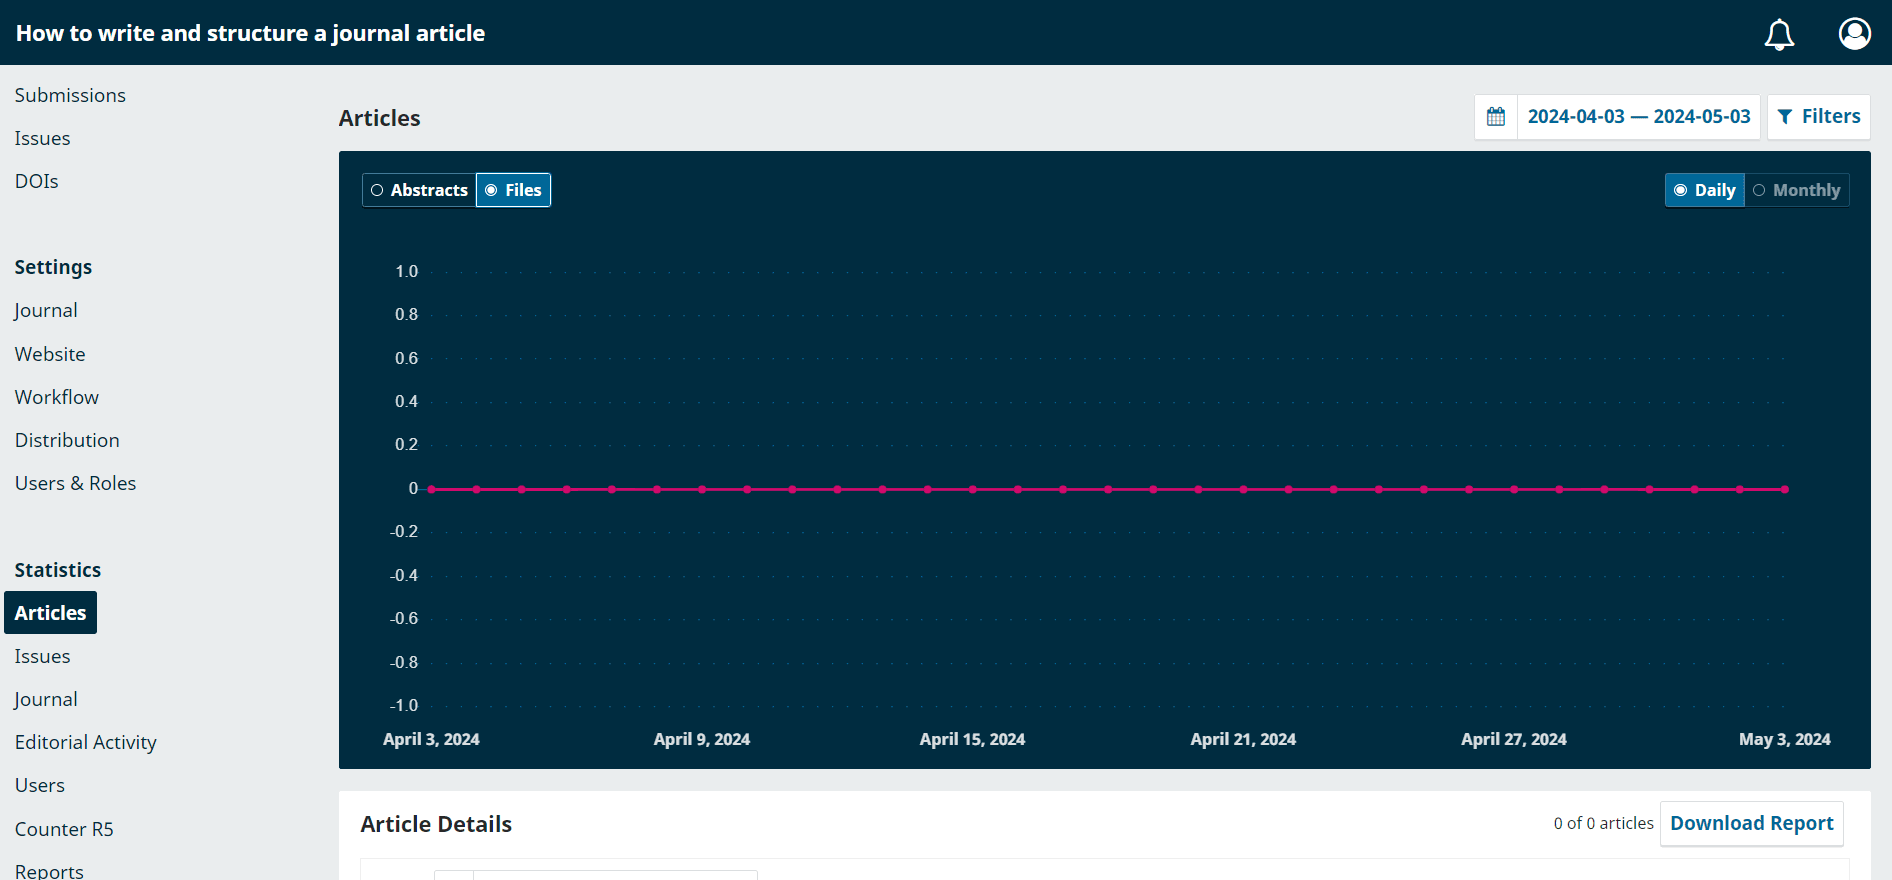 How to write and structure a journal article
Submissions
Issues
DOIs
Settings
Journal
Website
Workflow
Distribution
Users & Roles
Statistics
Articles
Issues
Journal
Editorial Activity
Users
Counter R5
Reports
Articles
2024-04-03 — 2024-05-03
Filters
Abstracts Files
Daily Monthly
1.0
0.8
0.6
0.4
0.2
0
-0.2
-0.4
-0.6
-0.8
-1.0
April 3, 2024 April 9, 2024 April 15, 2024 April 21, 2024 April 27, 2024 May 3, 2024
Article Details
0 of 0 articles
Download Report